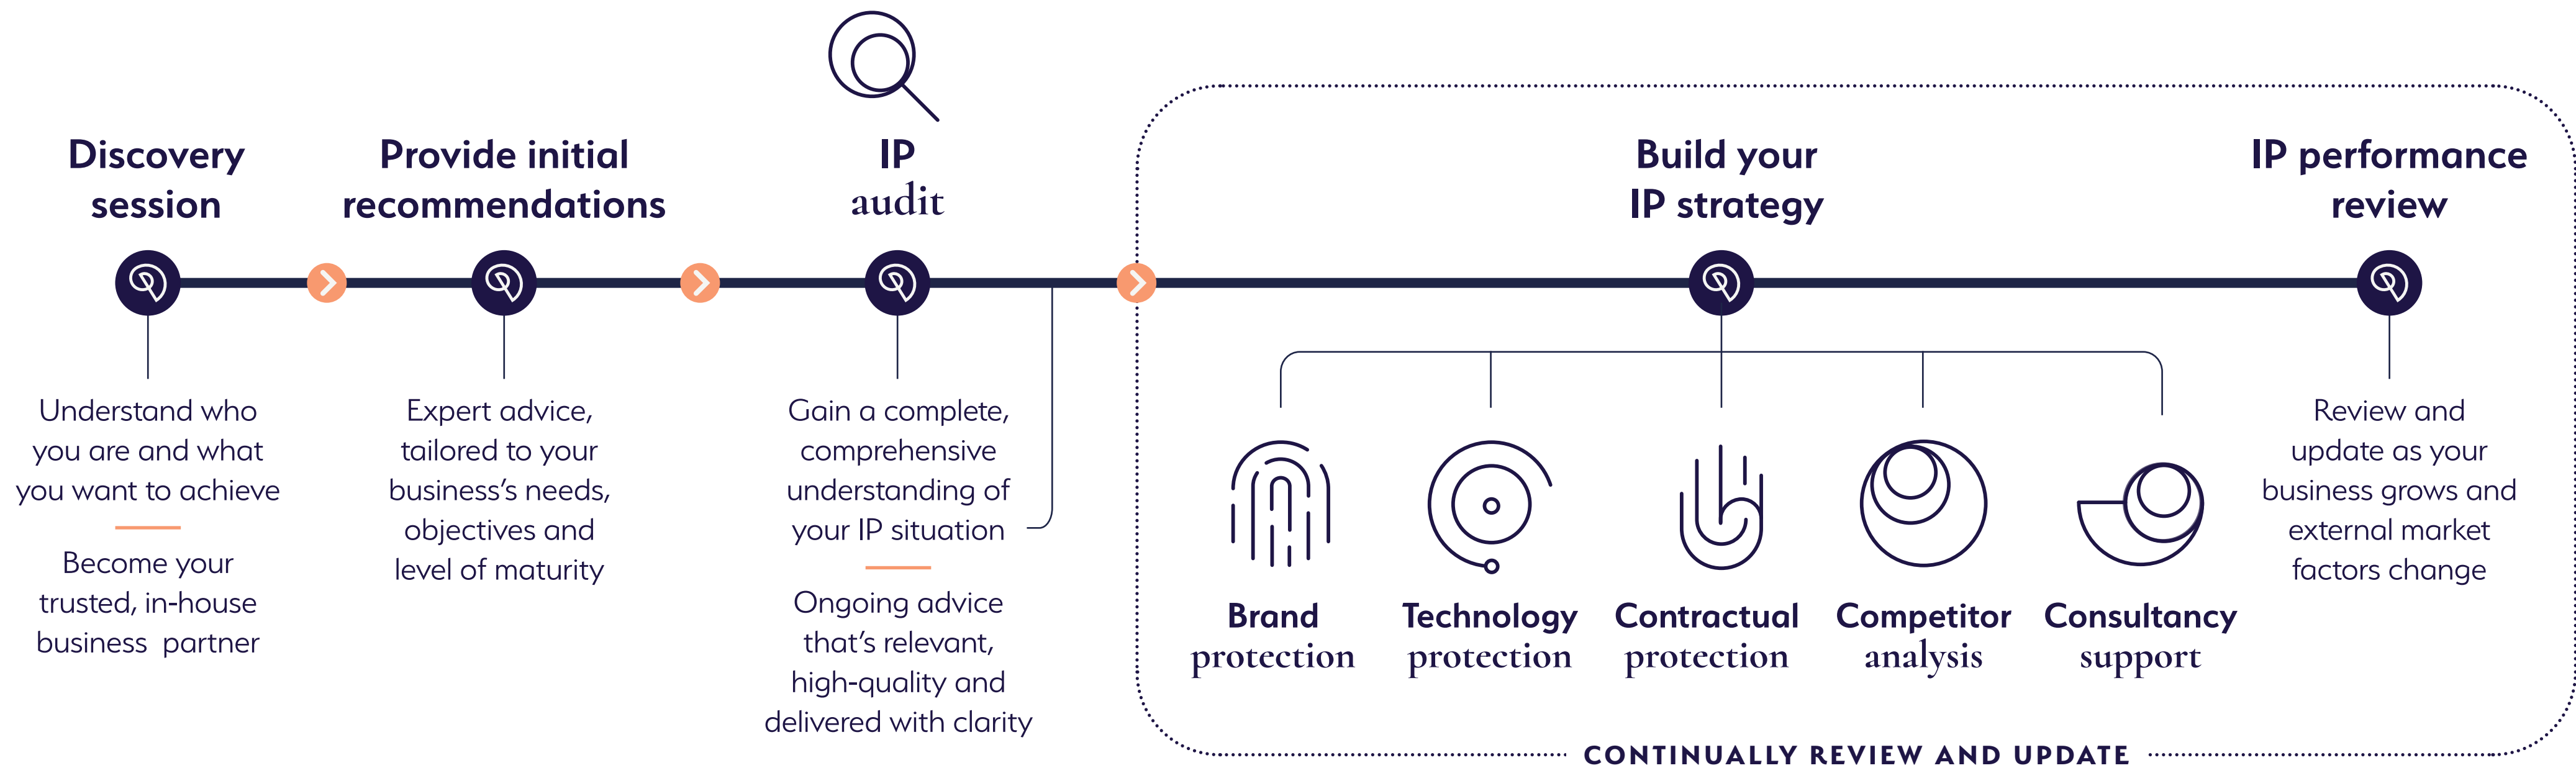 Discovery
session
Understand who
you are and what
you want to achieve
Become your
trusted, in-house
business partner
Provide initial
recommendations
Expert advice,
tailored to your
business's needs,
objectives and
level of maturity
IP
audit
Gain a complete,
comprehensive
understanding of
your IP situation
Ongoing advice
that's relevant,
high-quality and
delivered with clarity
Build your
IP strategy
Brand
protection
Technology
protection
Contractual
protection
Competitor
analysis
Consultancy
support
IP performance
review
Review and
update as your
business grows and
external market
factors change
CONTINUALLY REVIEW AND UPDATE